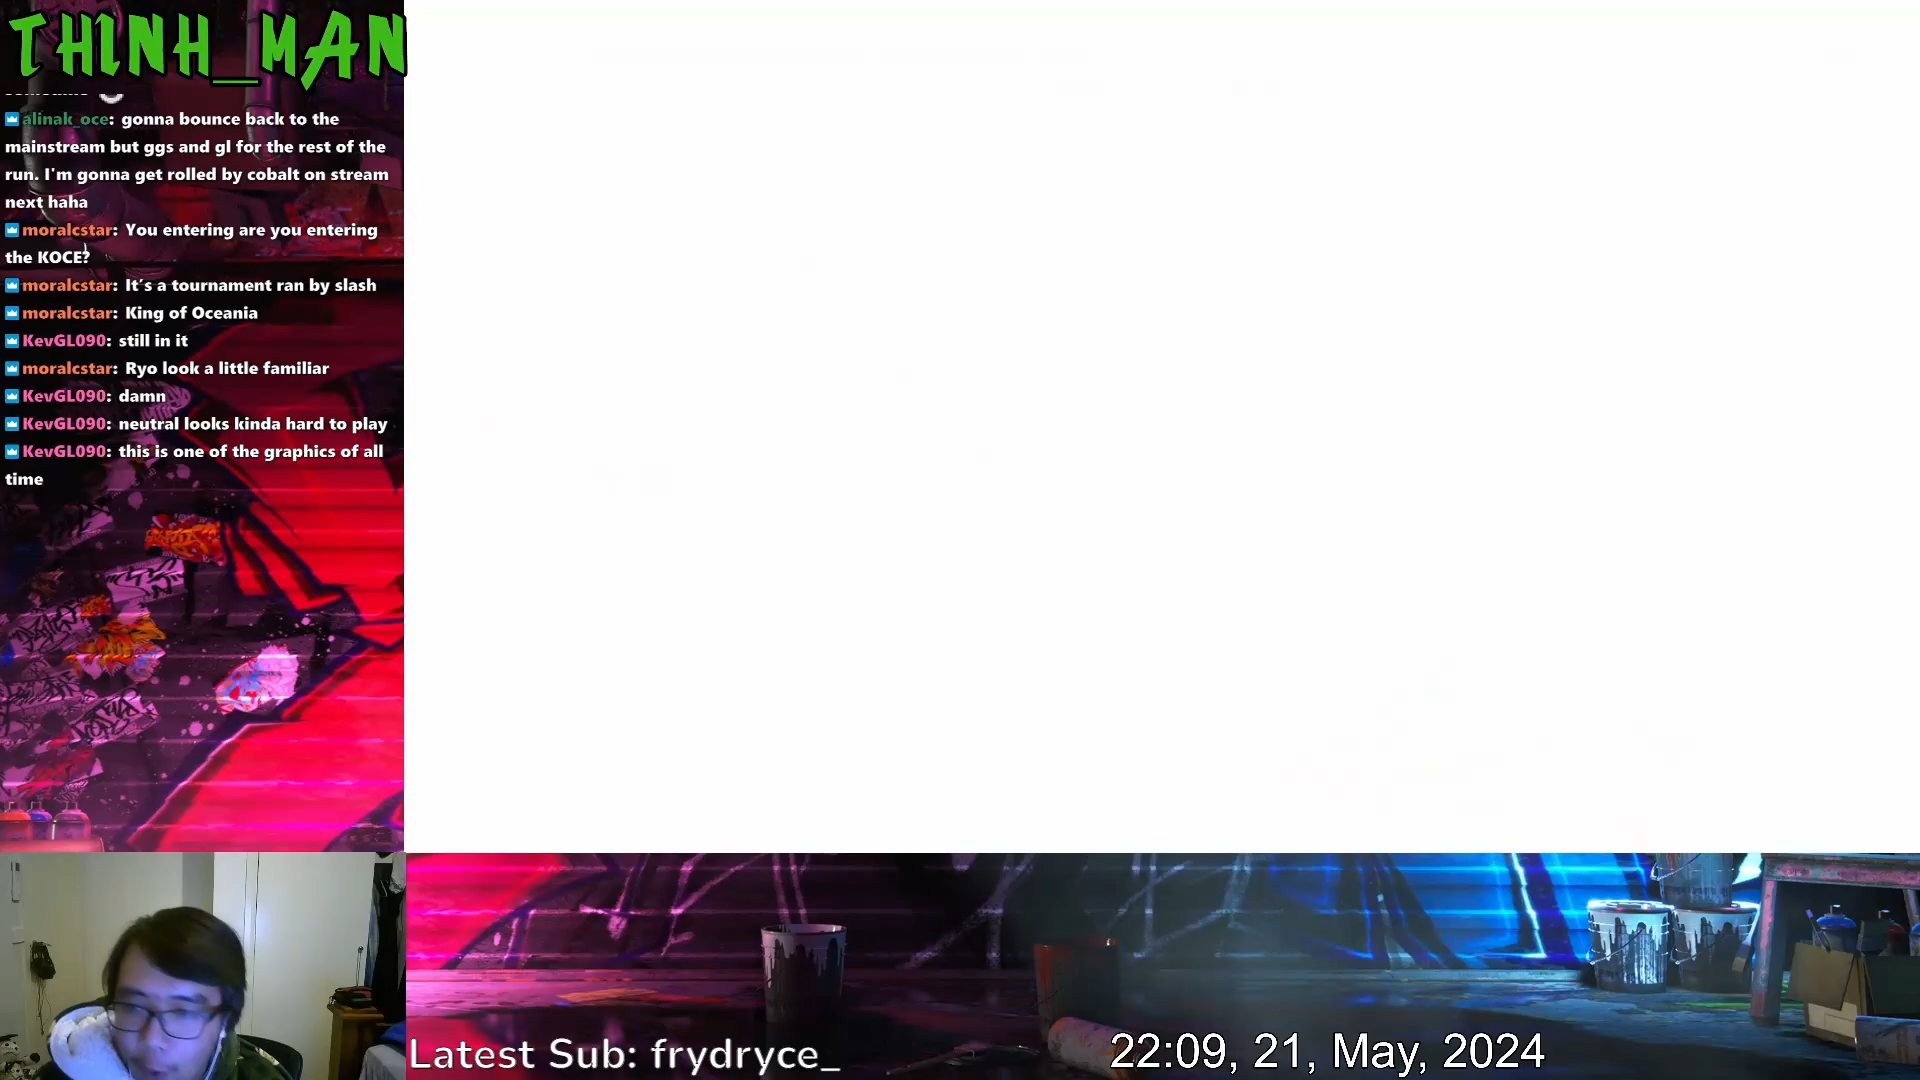 THINH_MAN
alinak_oce: gonna bounce back to the
mainstream but ggs and gl for the rest of the
run. I'm gonna get rolled by cobalt on stream
next haha
moralcstar: You entering are you entering
the KOCE?
moralcstar: It´s a tournament ran by slash
moralcstar: King of Oceania
KevGL090: still in it
moralcstar: Ryo look a little familiar
KevGL090: damn
KevGL090: neutral looks kinda hard to play
KevGL090: this is one of the graphics of all
time
Latest Sub: frydryce_
22:09, 21, May, 2024